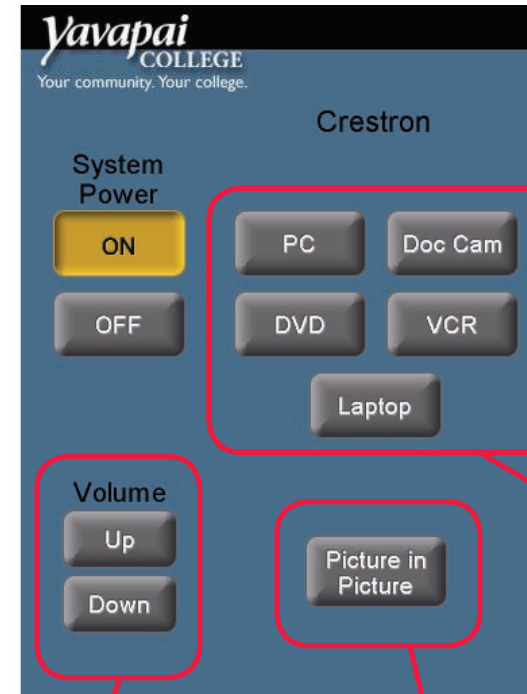 Yavapai
COLLEGE
Your community. Your college.
Crestron
System
Power
ON
OFF
PC
Doc Cam
DVD
VCR
Laptop
Volume
Up
Down
Picture in
Picture